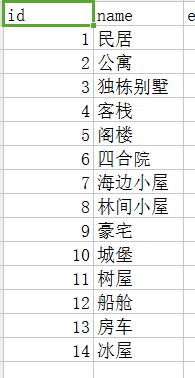 id name e
1 民居
2 公寓
3 独栋别墅
4 客栈
5 阁楼
6 四合院
7 海边小屋
8 林间小屋
9 豪宅
10 城堡
11 树屋
12 船舱
13 房车
14 冰屋